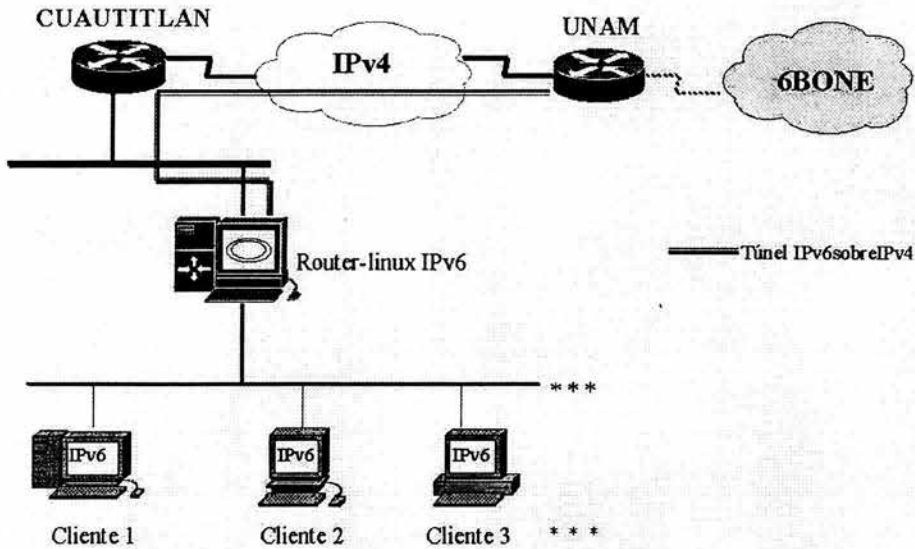 CUAUTITLAN
UNAM
IPv4
6BONE
Router-linux IPv6
Túnel IPv6sobreIPv4
* * *
IPv6
IPv6
IPv6
Cliente 1
Cliente 2
Cliente 3
* * *